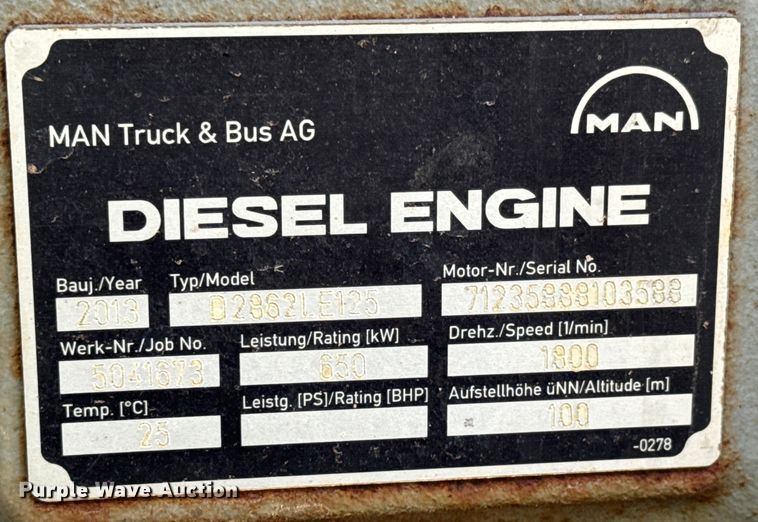 MAN Truck & Bus AG
MAN
DIESEL ENGINE
Bauj./Year Typ/Model Motor-Nr./Serial No.
2013 D2862LE125 71235888103588
Werk-Nr./Job No. Leistung/Rating [kW] Drehz./Speed [1/min]
5041673 650 1800
Temp. [°C] Leistg. [PS]/Rating [BHP] Aufstellhöhe üNN/Altitude [m]
25 100
-0278
Purple Wave Auction